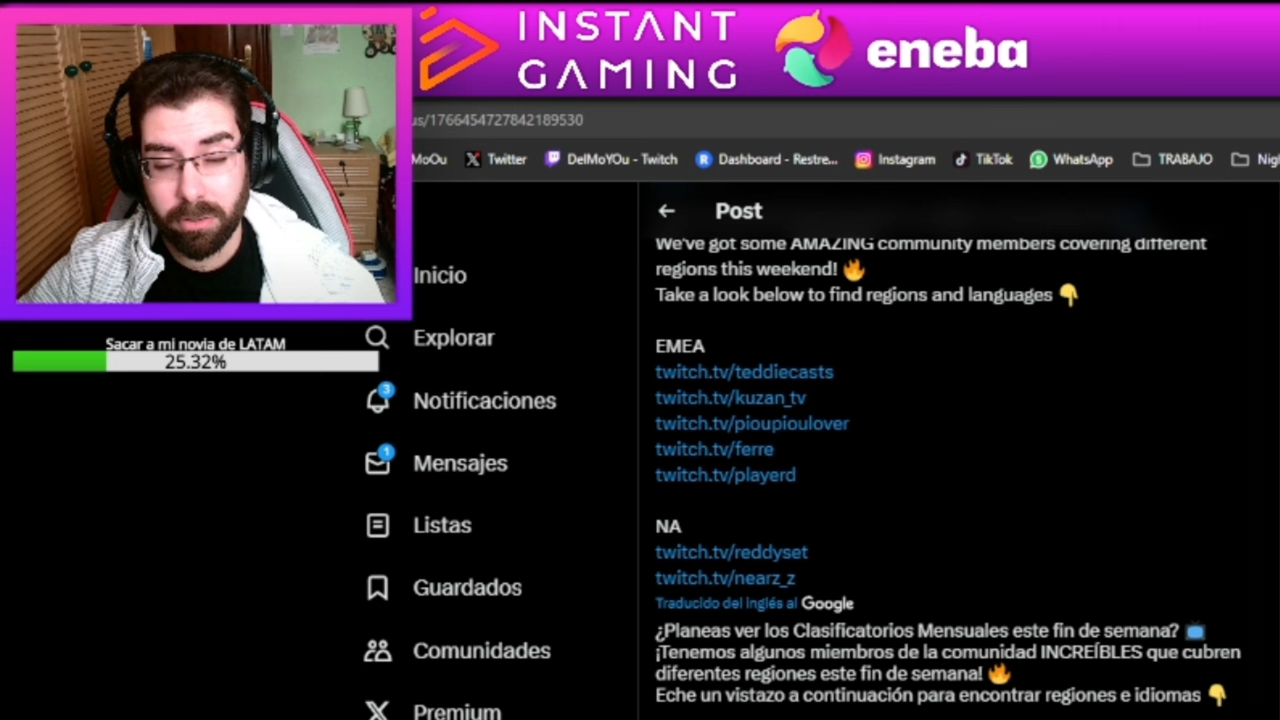 INSTANT
GAMING
eneba
us/1766454727842189530
MoOu
Twitter
DelMoYOu - Twitch
Dashboard - Restre...
Instagram
TikTok
WhatsApp
TRABAJO
Nig
Post
We've got some AMAZING community members covering different
regions this weekend! 🔥
Take a look below to find regions and languages 👇
EMEA
twitch.tv/teddiecasts
twitch.tv/kuzan_tv
twitch.tv/pioupioulover
twitch.tv/ferre
twitch.tv/playerd
NA
twitch.tv/reddyset
twitch.tv/nearz_z
Traducido del inglés al Google
¿Planeas ver los Clasificatorios Mensuales este fin de semana? 📺
¡Tenemos algunos miembros de la comunidad INCREÍBLES que cubren
diferentes regiones este fin de semana! 🔥
Eche un vistazo a continuación para encontrar regiones e idiomas 👇
Inicio
Explorar
3
Notificaciones
1
Mensajes
Listas
Guardados
Comunidades
Premium
Sacar a mi novia de LATAM
25.32%